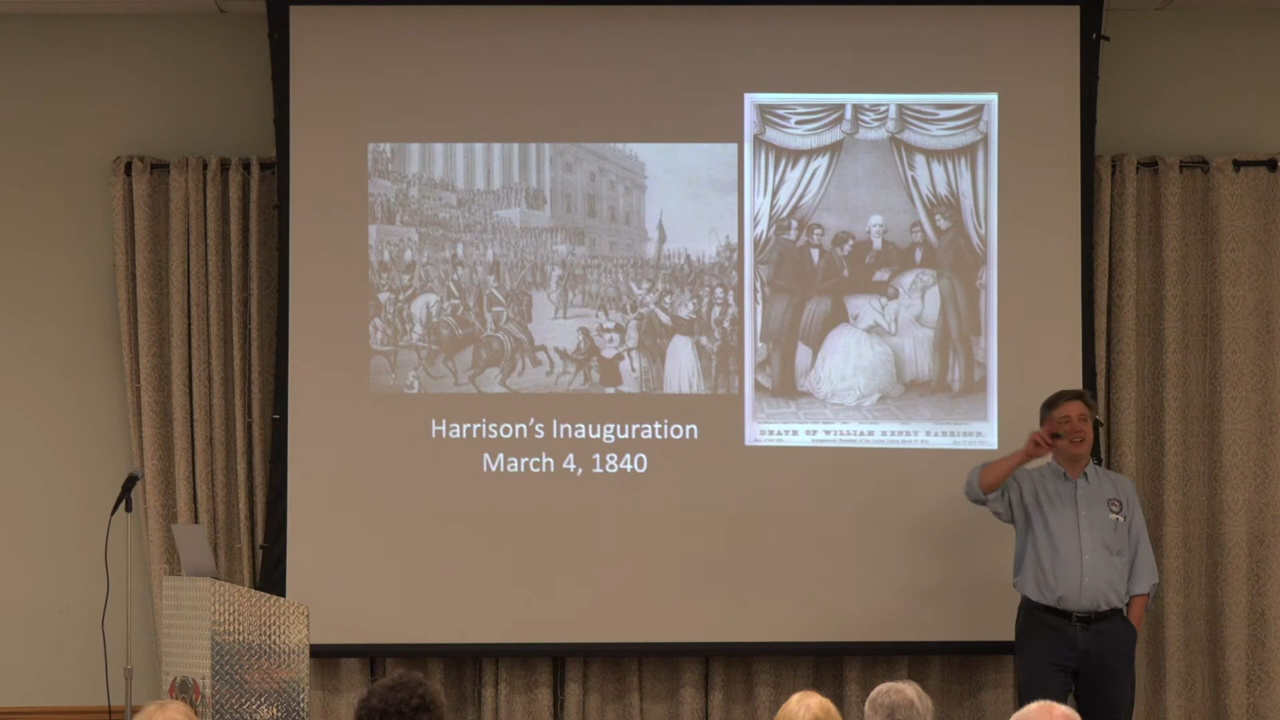 Harrison's Inauguration
March 4, 1840
DEATH OF WILLIAM HENRY HARRISON.